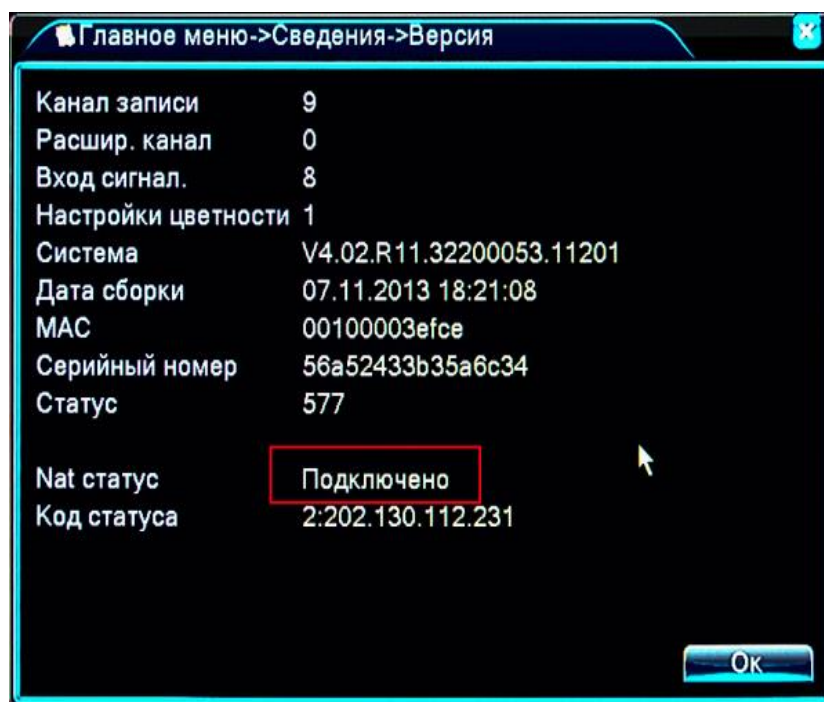 Главное меню->Сведения->Версия
Канал записи 9
Расшир. канал 0
Вход сигнал. 8
Настройки цветности 1
Система V4.02.R11.32200053.11201
Дата сборки 07.11.2013 18:21:08
MAC 00100003efce
Серийный номер 56a52433b35a6c34
Статус 577
Nat статус Подключено
Код статуса 2:202.130.112.231
Ок